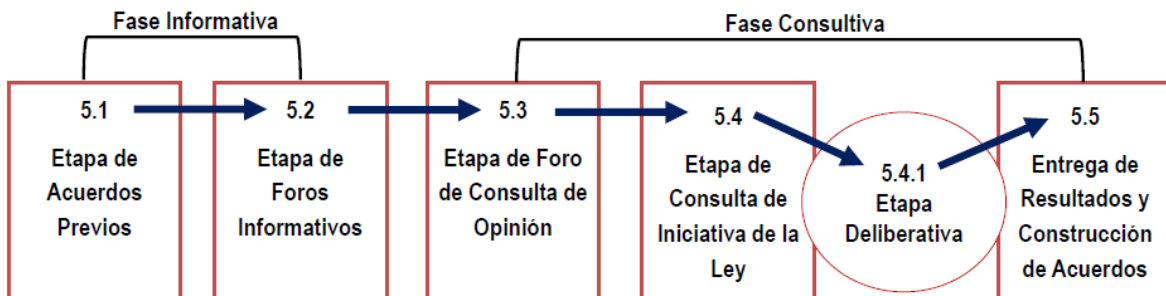 Fase Informativa
Fase Consultiva
5.1
Etapa de
Acuerdos
Previos
5.2
Etapa de
Foros
Informativos
5.3
Etapa de Foro
de Consulta de
Opinión
5.4
Etapa de
Consulta de
Iniciativa de la
Ley
5.4.1
Etapa
Deliberativa
5.5
Entrega de
Resultados y
Construcción
de Acuerdos